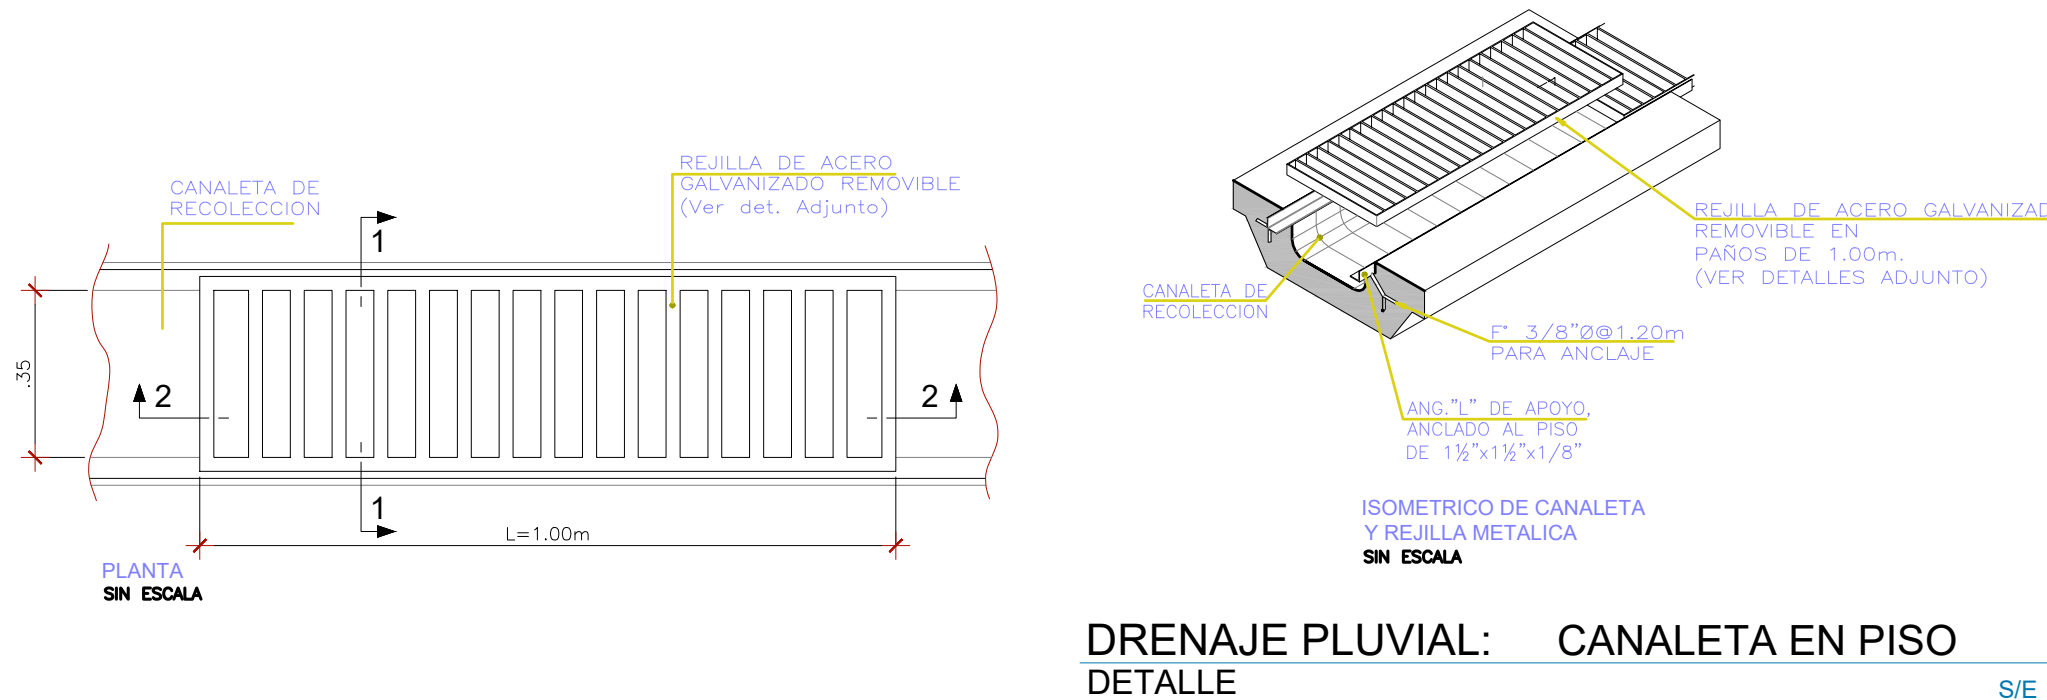 CANALETA DE
RECOLECCION
REJILLA DE ACERO
GALVANIZADO REMOVIBLE
(Ver det. Adjunto)
1
.35
2
2
1
L=1.00m
PLANTA
SIN ESCALA
REJILLA DE ACERO GALVANIZAD
REMOVIBLE EN
PAÑOS DE 1.00m.
(VER DETALLES ADJUNTO)
CANALETA DE
RECOLECCION
F° 3/8"Ø@1.20m
PARA ANCLAJE
ANG."L" DE APOYO,
ANCLADO AL PISO
DE 1½"x1½"x1/8"
ISOMETRICO DE CANALETA
Y REJILLA METALICA
SIN ESCALA
DRENAJE PLUVIAL: CANALETA EN PISO
DETALLE
S/E